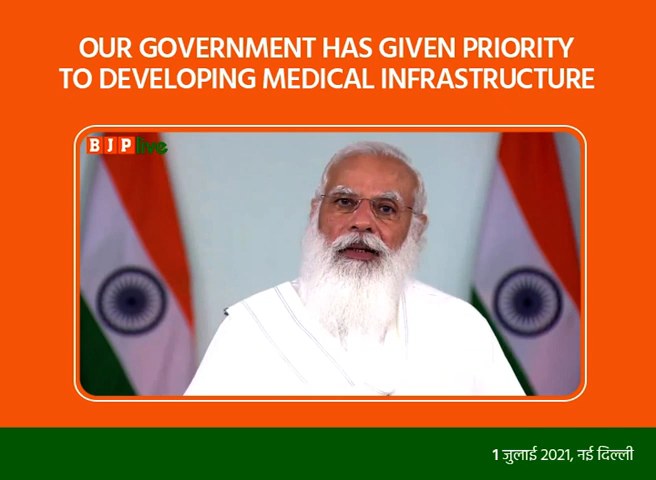 OUR GOVERNMENT HAS GIVEN PRIORITY
TO DEVELOPING MEDICAL INFRASTRUCTURE
BJP live
1 जुलाई 2021, नई दिल्ली